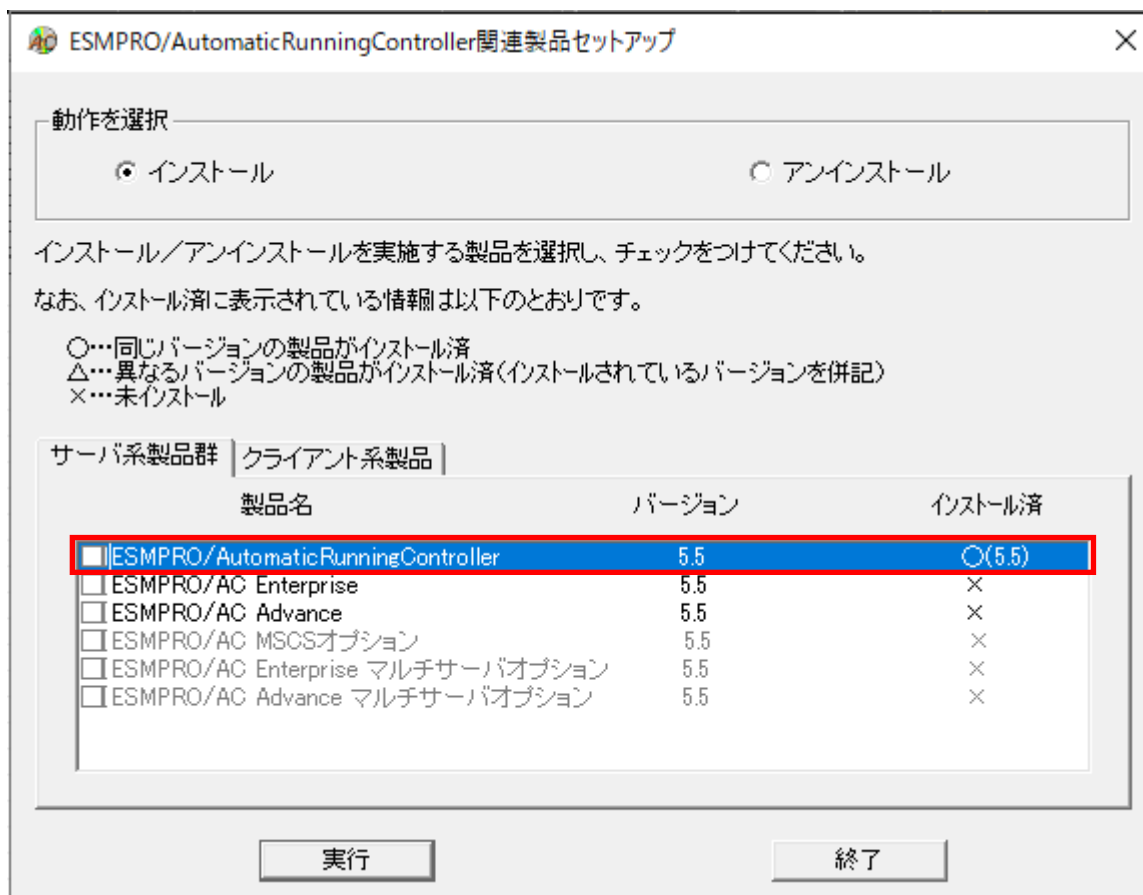 ESMPRO/AutomaticRunningController関連製品セットアップ
動作を選択
インストール アンインストール
インストール／アンインストールを実施する製品を選択し、チェックをつけてください。
なお、インストール済に表示されている情報は以下のとおりです。
○…同じバージョンの製品がインストール済
△…異なるバージョンの製品がインストール済(インストールされているバージョンを併記)
×…未インストール
サーバ系製品群 クライアント系製品
製品名 バージョン インストール済
ESMPRO/AutomaticRunningController 5.5 ○(5.5)
ESMPRO/AC Enterprise 5.5 ×
ESMPRO/AC Advance 5.5 ×
ESMPRO/AC MSCSオプション 5.5 ×
ESMPRO/AC Enterprise マルチサーバオプション 5.5 ×
ESMPRO/AC Advance マルチサーバオプション 5.5 ×
実行 終了